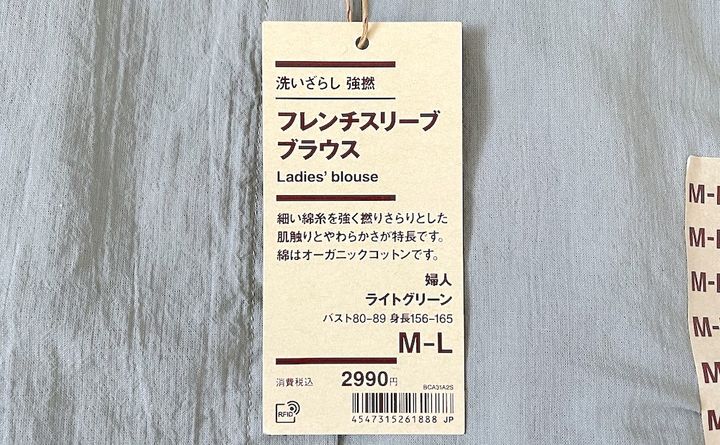 洗いざらし 強撚
フレンチスリーブ
ブラウス
Ladies' blouse
細い綿糸を強く撚りさらりとした
肌触りとやわらかさが特長です。
綿はオーガニックコットンです。
婦人
ライトグリーン
バスト80-89 身長156-165
M-L
消費税込 2990円 BCA31A2S
RFID
4547315261888 JP
M-L
M-
M-
M-
M
M